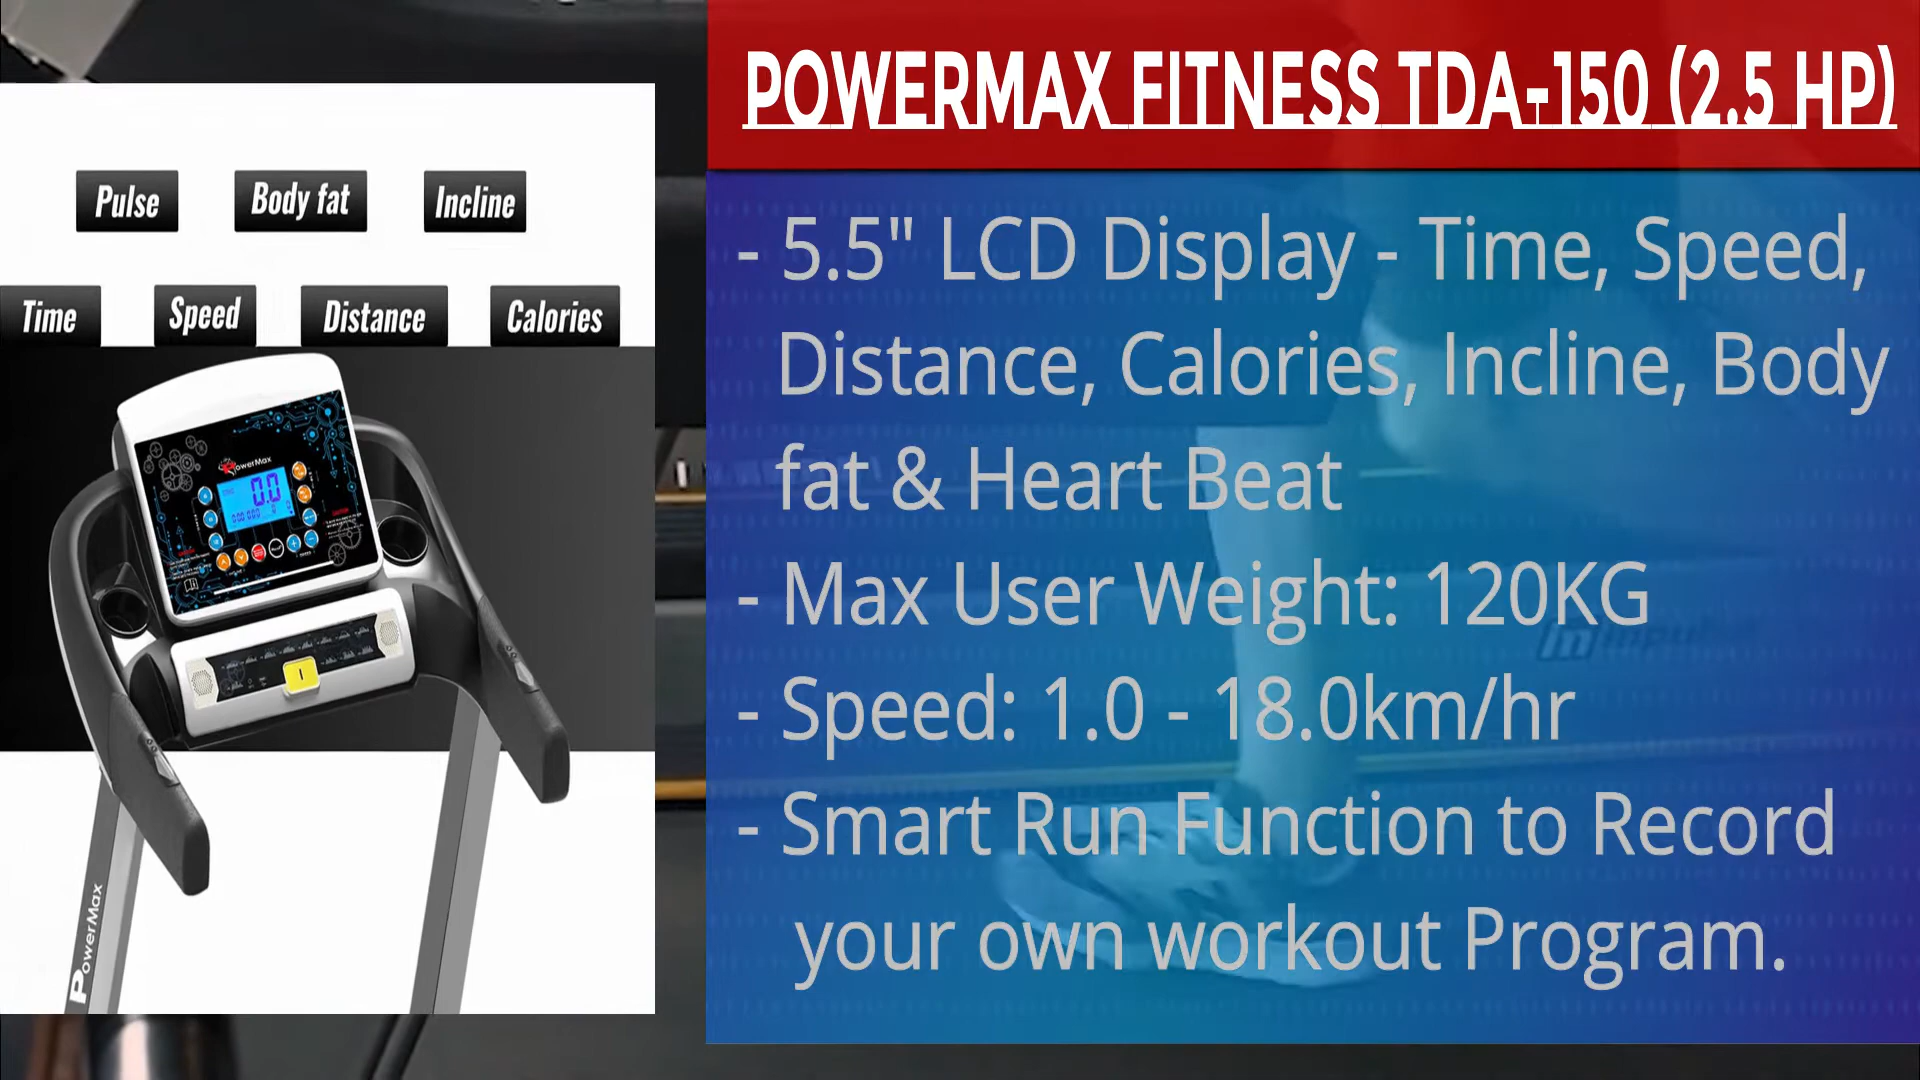 POWERMAX FITNESS TDA-150 (2.5 HP)
Pulse
Body fat
Incline
Time
Speed
Distance
Calories
PowerMax
0.0
PowerMax
- 5.5" LCD Display - Time, Speed,
Distance, Calories, Incline, Body
fat & Heart Beat
- Max User Weight: 120KG
- Speed: 1.0 - 18.0km/hr
- Smart Run Function to Record
your own workout Program.